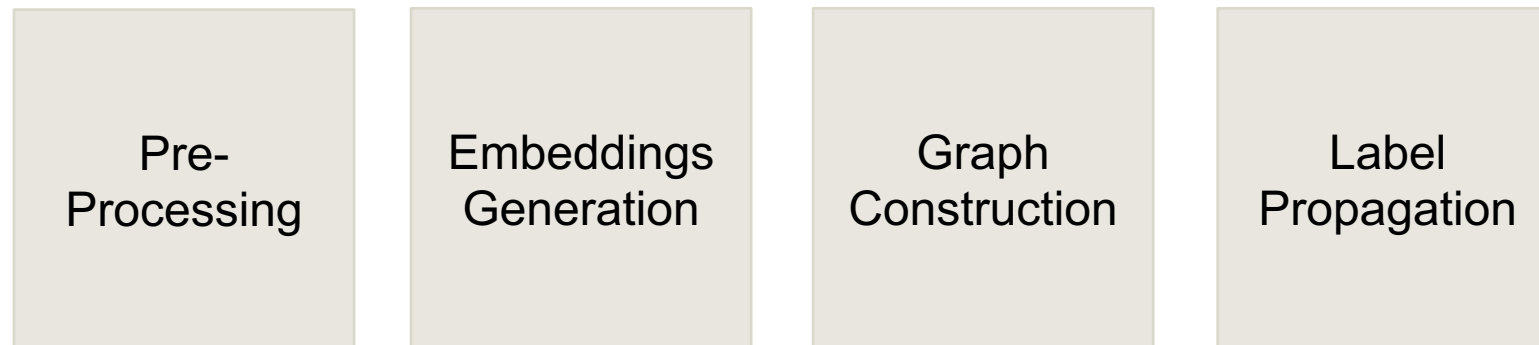 Pre-
Processing
Embeddings
Generation
Graph
Construction
Label
Propagation